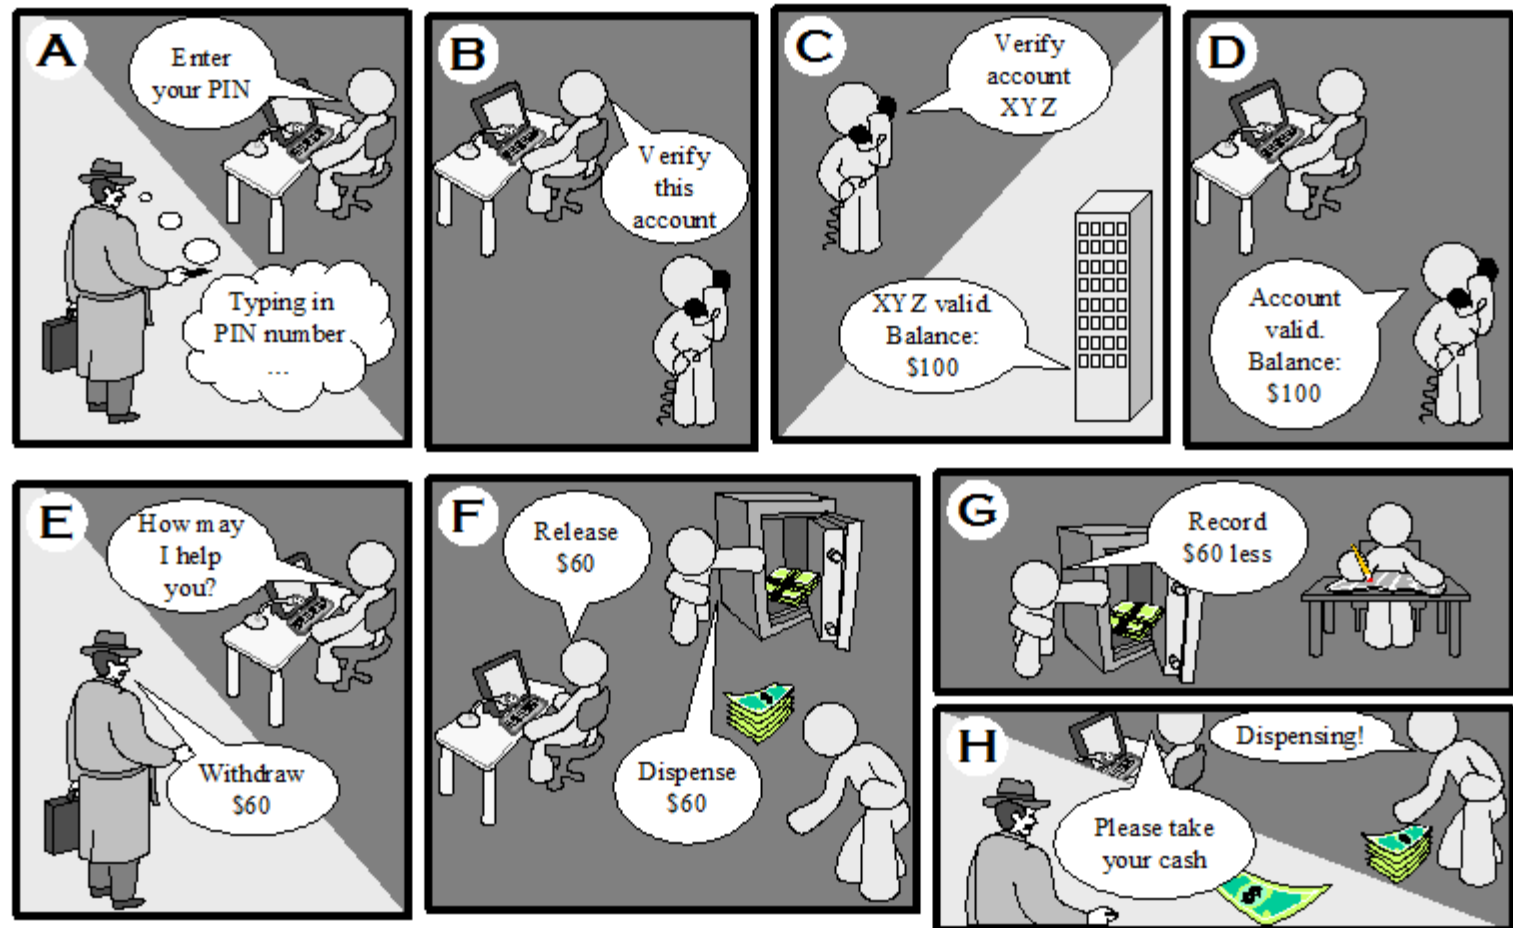 A
Enter
your PIN
Typing in
PIN number
...
B
Verify
this
account
C
Verify
account
XYZ
XYZ valid.
Balance:
$100
D
Account
valid.
Balance:
$100
E
How may
I help
you?
Withdraw
$60
F
Release
$60
Dispense
$60
G
Record
$60 less
H
Dispensing!
Please take
your cash